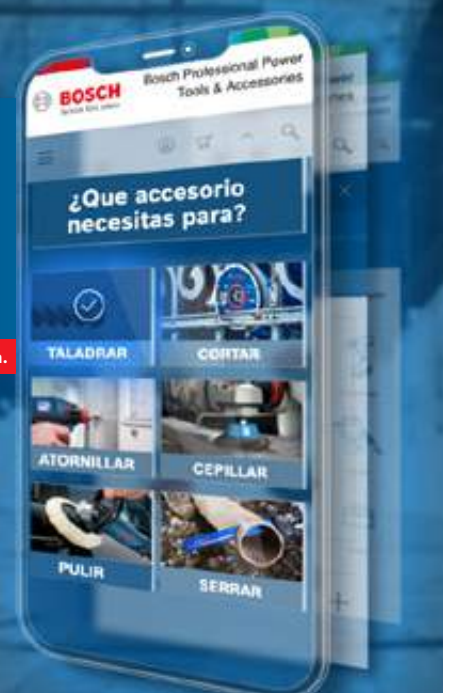 BOSCH
Bosch Professional Power
Tools & Accessories
¿Que accesorio
necesitas para?
TALADRAR
CORTAR
ATORNILLAR
CEPILLAR
PULIR
SERRAR